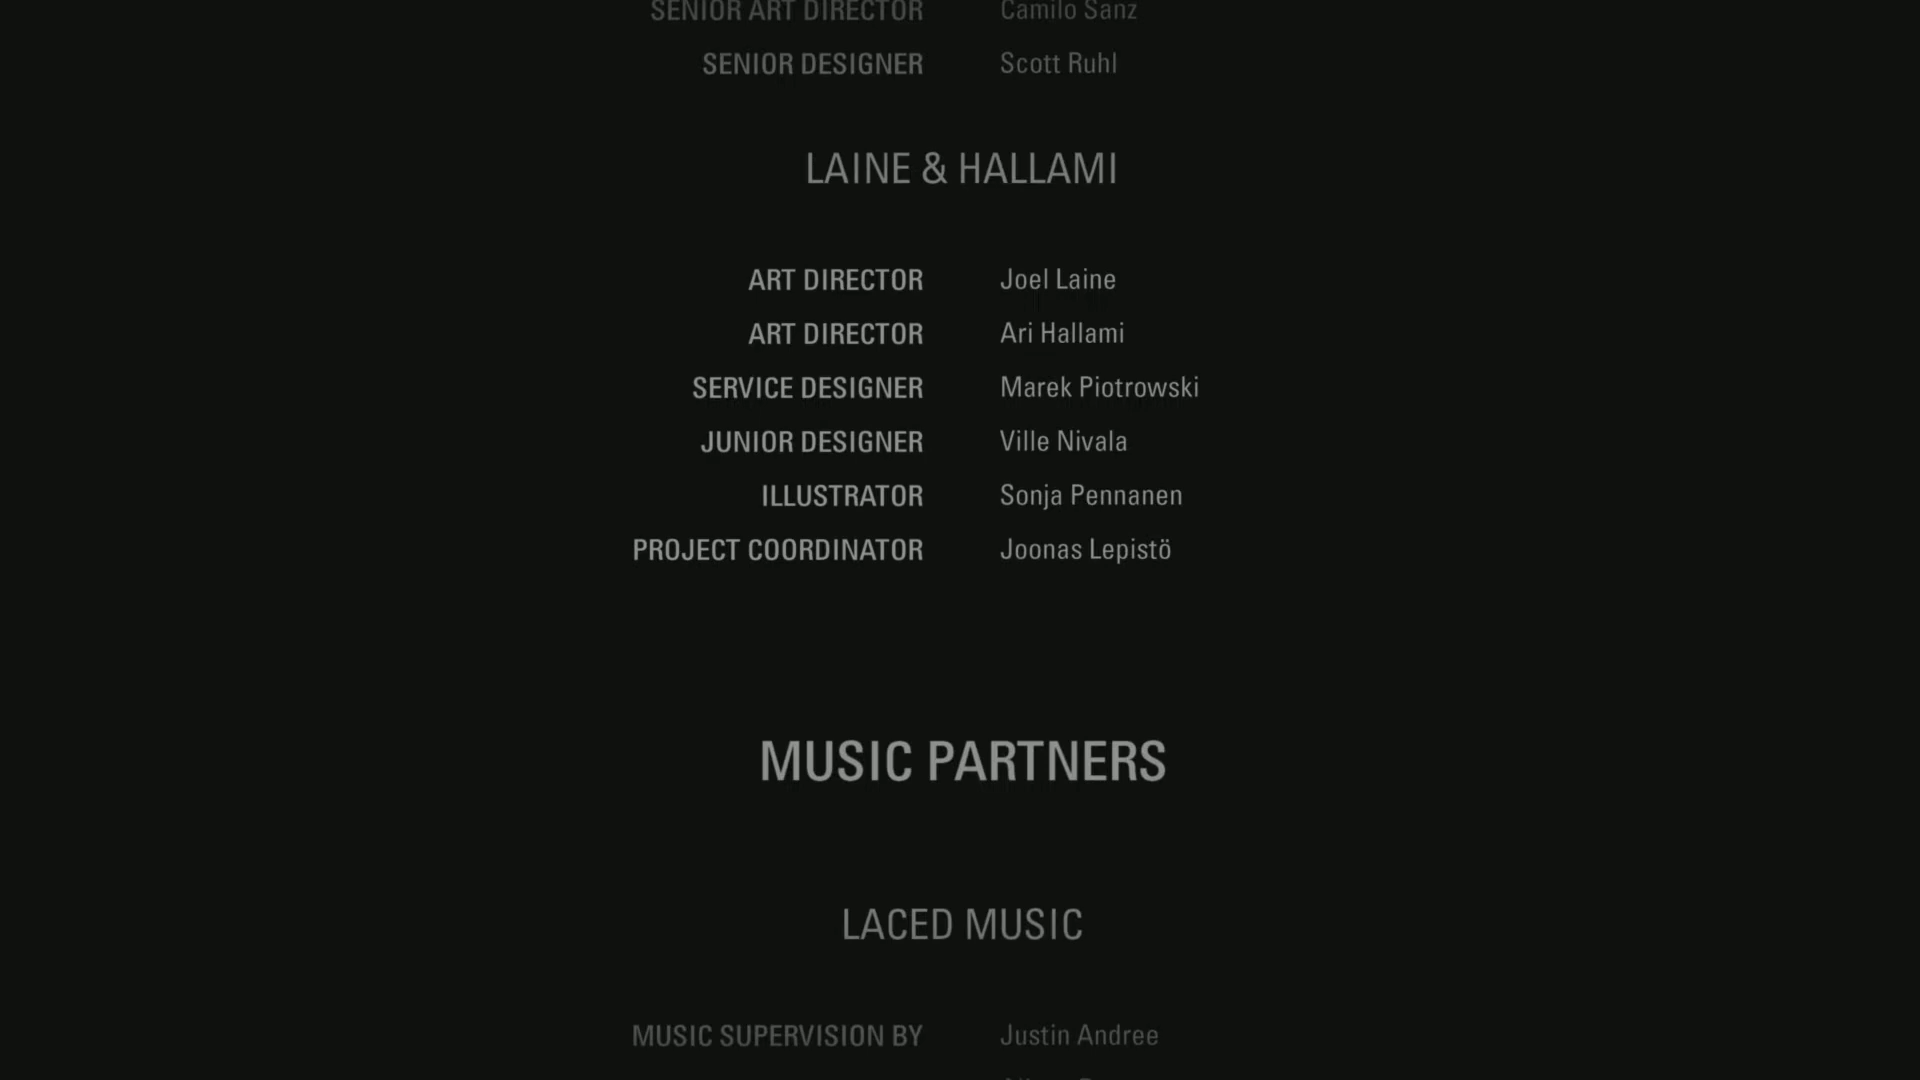 SENIOR ART DIRECTOR Camilo Sanz
SENIOR DESIGNER Scott Ruhl
LAINE & HALLAMI
ART DIRECTOR Joel Laine
ART DIRECTOR Ari Hallami
SERVICE DESIGNER Marek Piotrowski
JUNIOR DESIGNER Ville Nivala
ILLUSTRATOR Sonja Pennanen
PROJECT COORDINATOR Joonas Lepistö
MUSIC PARTNERS
LACED MUSIC
MUSIC SUPERVISION BY Justin Andree